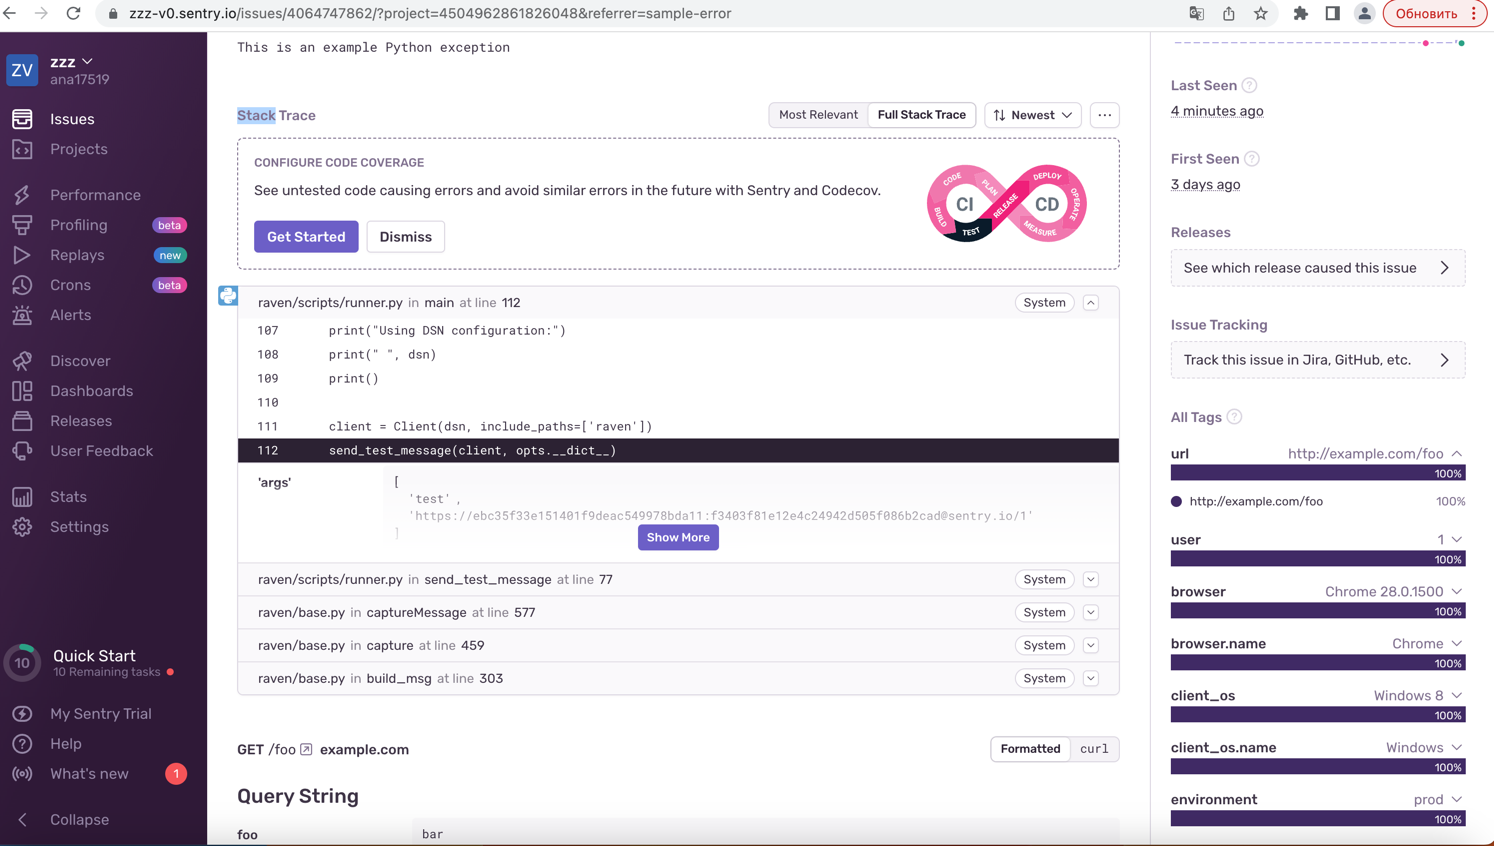 zzz-v0.sentry.io/issues/4064747862/?project=4504962861826048&referrer=sample-error
Обновить
ZV
zzz
ana17519
Issues
Projects
Performance
Profiling beta
Replays new
Crons beta
Alerts
Discover
Dashboards
Releases
User Feedback
Stats
Settings
10
Quick Start
10 Remaining tasks
My Sentry Trial
Help
What's new 1
Collapse
This is an example Python exception
Stack Trace
Most Relevant Full Stack Trace Newest
CONFIGURE CODE COVERAGE
See untested code causing errors and avoid similar errors in the future with Sentry and Codecov.
Get Started Dismiss
CI CD
CODE
PLAN
BUILD
TEST
RELEASE
DEPLOY
OPERATE
MEASURE
raven/scripts/runner.py in main at line 112 System
107 print("Using DSN configuration:")
108 print(" ", dsn)
109 print()
110
111 client = Client(dsn, include_paths=['raven'])
112 send_test_message(client, opts.__dict__)
'args' [
'test' ,
'https://ebc35f33e151401f9deac549978bda11:f3403f81e12e4c24942d505f086b2cad@sentry.io/1'
]
Show More
raven/scripts/runner.py in send_test_message at line 77 System
raven/base.py in captureMessage at line 577 System
raven/base.py in capture at line 459 System
raven/base.py in build_msg at line 303 System
GET /foo example.com
Formatted curl
Query String
foo bar
Last Seen ?
4 minutes ago
First Seen ?
3 days ago
Releases
See which release caused this issue
Issue Tracking
Track this issue in Jira, GitHub, etc.
All Tags ?
url http://example.com/foo
100%
http://example.com/foo 100%
user 1
100%
browser Chrome 28.0.1500
100%
browser.name Chrome
100%
client_os Windows 8
100%
client_os.name Windows
100%
environment prod
100%